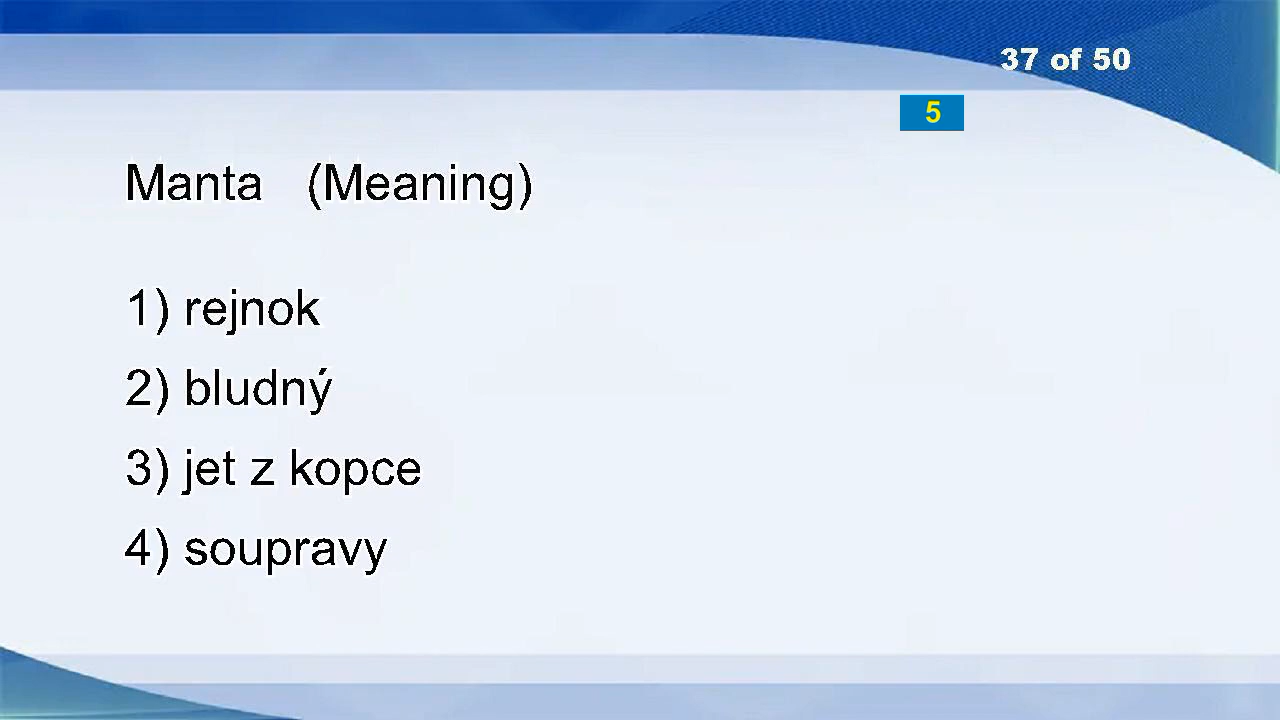 37 of 50
5
Manta (Meaning)
1) rejnok
2) bludný
3) jet z kopce
4) soupravy